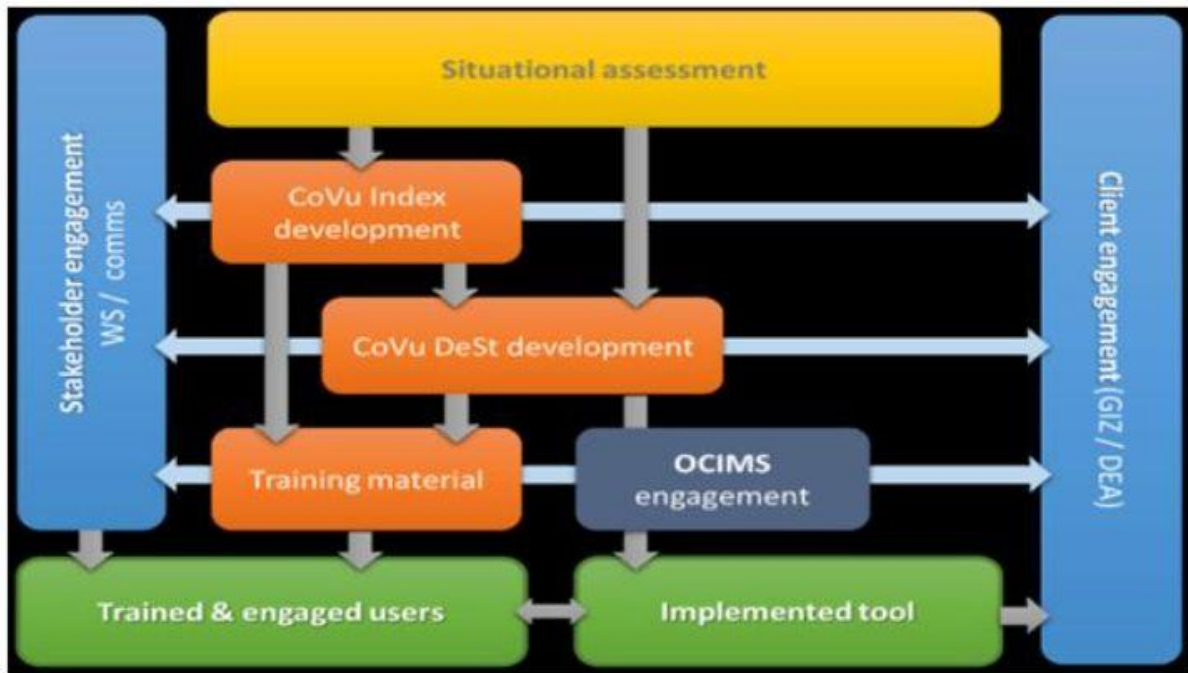 Situational assessment
Stakeholder engagement
WS / comms
CoVu Index
development
CoVu DeSt development
Training material
OCIMS
engagement
Client engagement (GIZ / DEA)
Trained & engaged users
Implemented tool